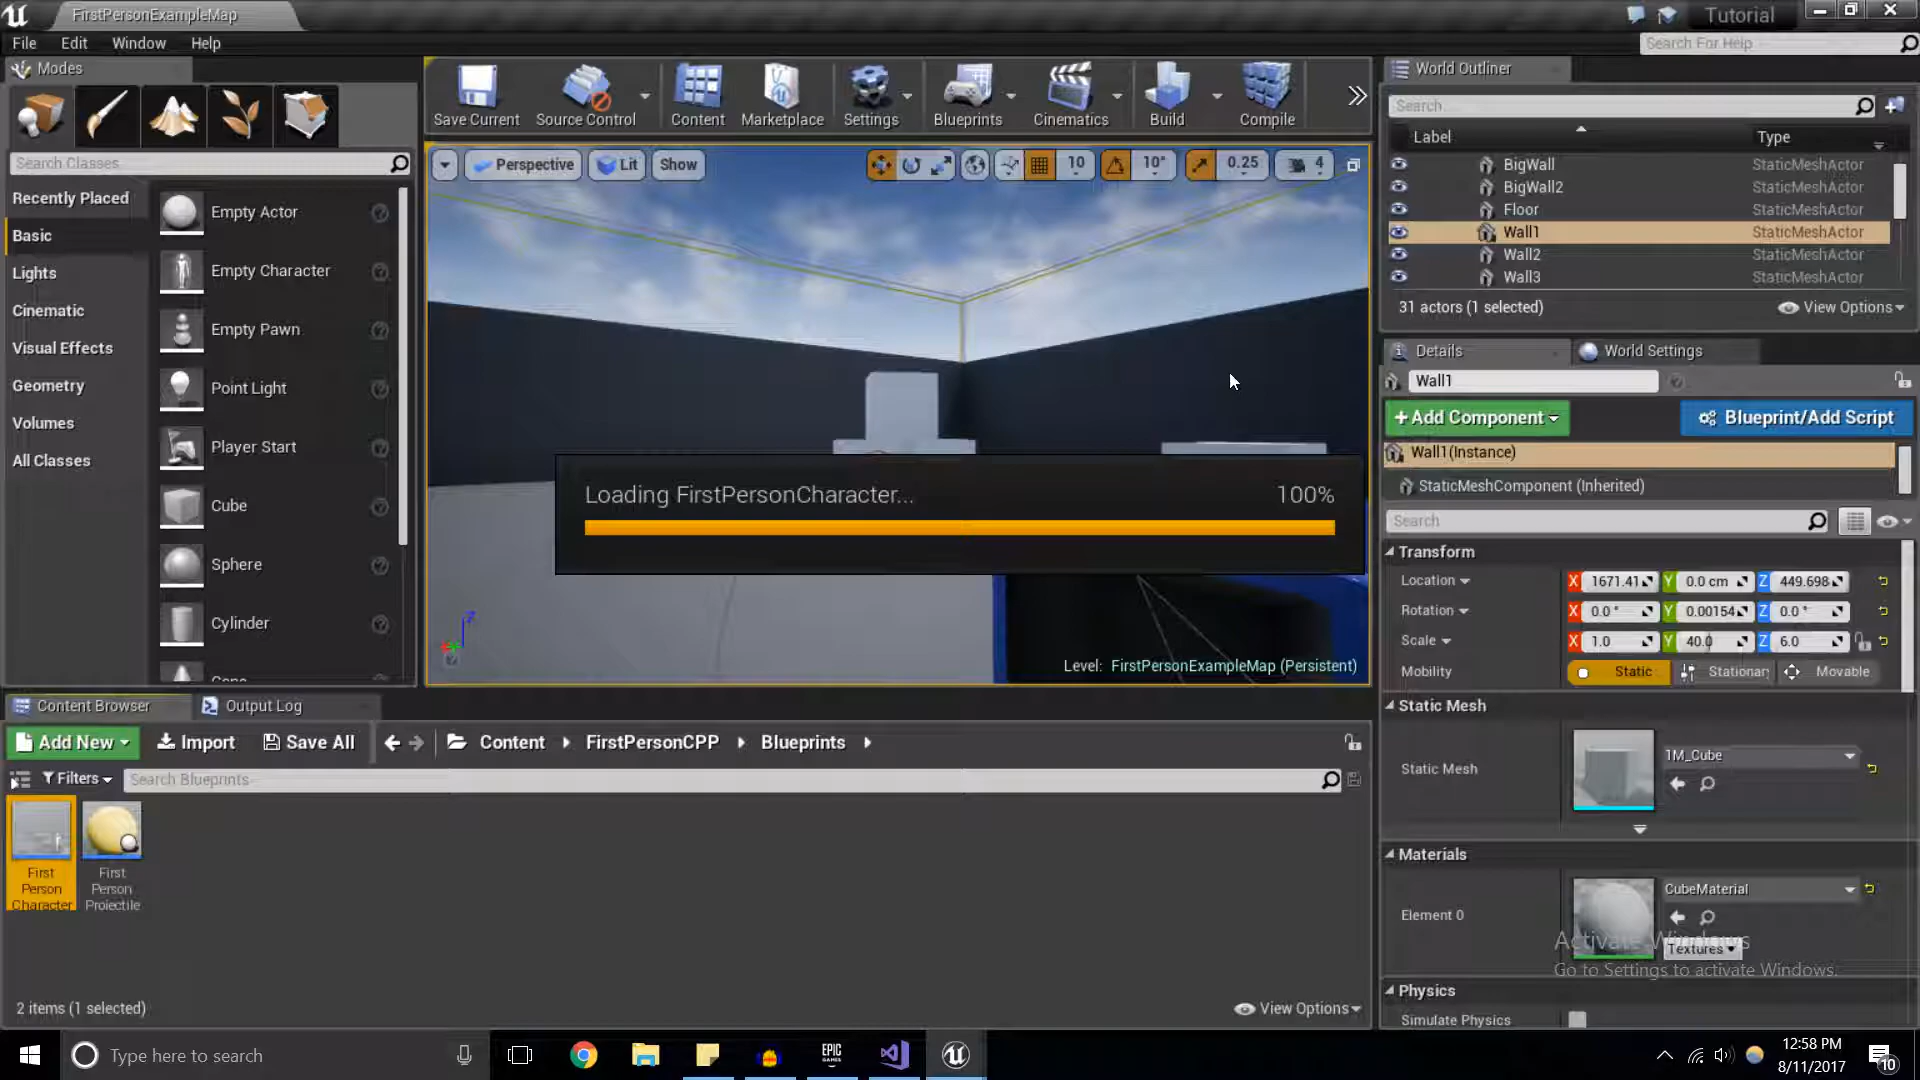 FirstPersonExampleMap
Tutorial
File Edit Window Help
Search For Help
Modes
Search Classes
Recently Placed
Basic
Lights
Cinematic
Visual Effects
Geometry
Volumes
All Classes
Empty Actor
Empty Character
Empty Pawn
Point Light
Player Start
Cube
Sphere
Cylinder
Save Current
Source Control
Content
Marketplace
Settings
Blueprints
Cinematics
Build
Compile
Perspective Lit Show 10 10° 0.25 4
Loading FirstPersonCharacter... 100%
Level: FirstPersonExampleMap (Persistent)
World Outliner
Search...
Label Type
BigWall StaticMeshActor
BigWall2 StaticMeshActor
Floor StaticMeshActor
Wall1 StaticMeshActor
Wall2 StaticMeshActor
Wall3 StaticMeshActor
31 actors (1 selected) View Options
Details World Settings
Wall1
+Add Component Blueprint/Add Script
Wall1(Instance)
StaticMeshComponent (Inherited)
Search
Transform
Location X 1671.41 Y 0.0 cm Z 449.698
Rotation X 0.0 ° Y 0.00154 Z 0.0 °
Scale X 1.0 Y 40.0 Z 6.0
Mobility Static Stationary Movable
Static Mesh
Static Mesh 1M_Cube
Materials
Element 0 CubeMaterial
Textures
Physics
Simulate Physics
Activate Windows
Go to Settings to activate Windows.
Content Browser Output Log
Add New Import Save All Content FirstPersonCPP Blueprints
Filters Search Blueprints
First
Person
Character
First
Person
Projectile
2 items (1 selected) View Options
Type here to search
EPIC
GAMES
12:58 PM
8/11/2017
10